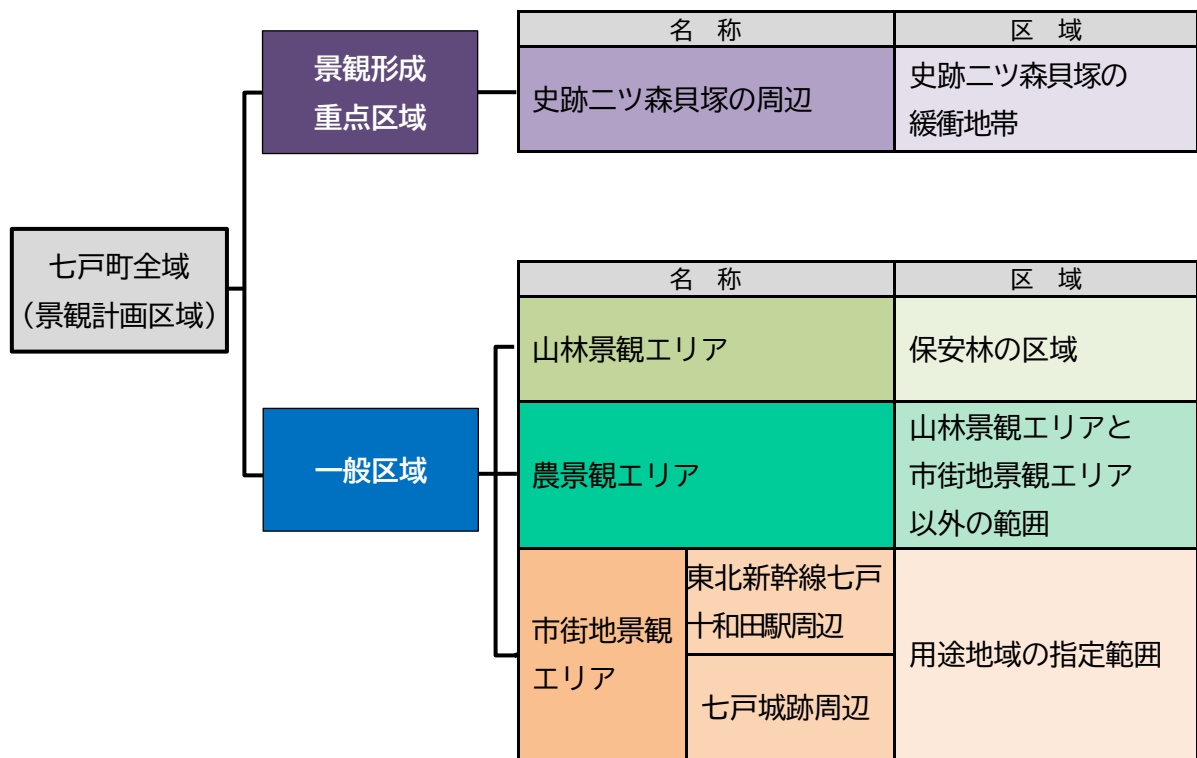 七戸町全域
（景観計画区域）
景観形成
重点区域
名　称
区　域
史跡二ツ森貝塚の周辺
史跡二ツ森貝塚の
緩衝地帯
一般区域
名　称
区　域
山林景観エリア
保安林の区域
農景観エリア
山林景観エリアと
市街地景観エリア
以外の範囲
市街地景観
エリア
東北新幹線七戸
十和田駅周辺
七戸城跡周辺
用途地域の指定範囲